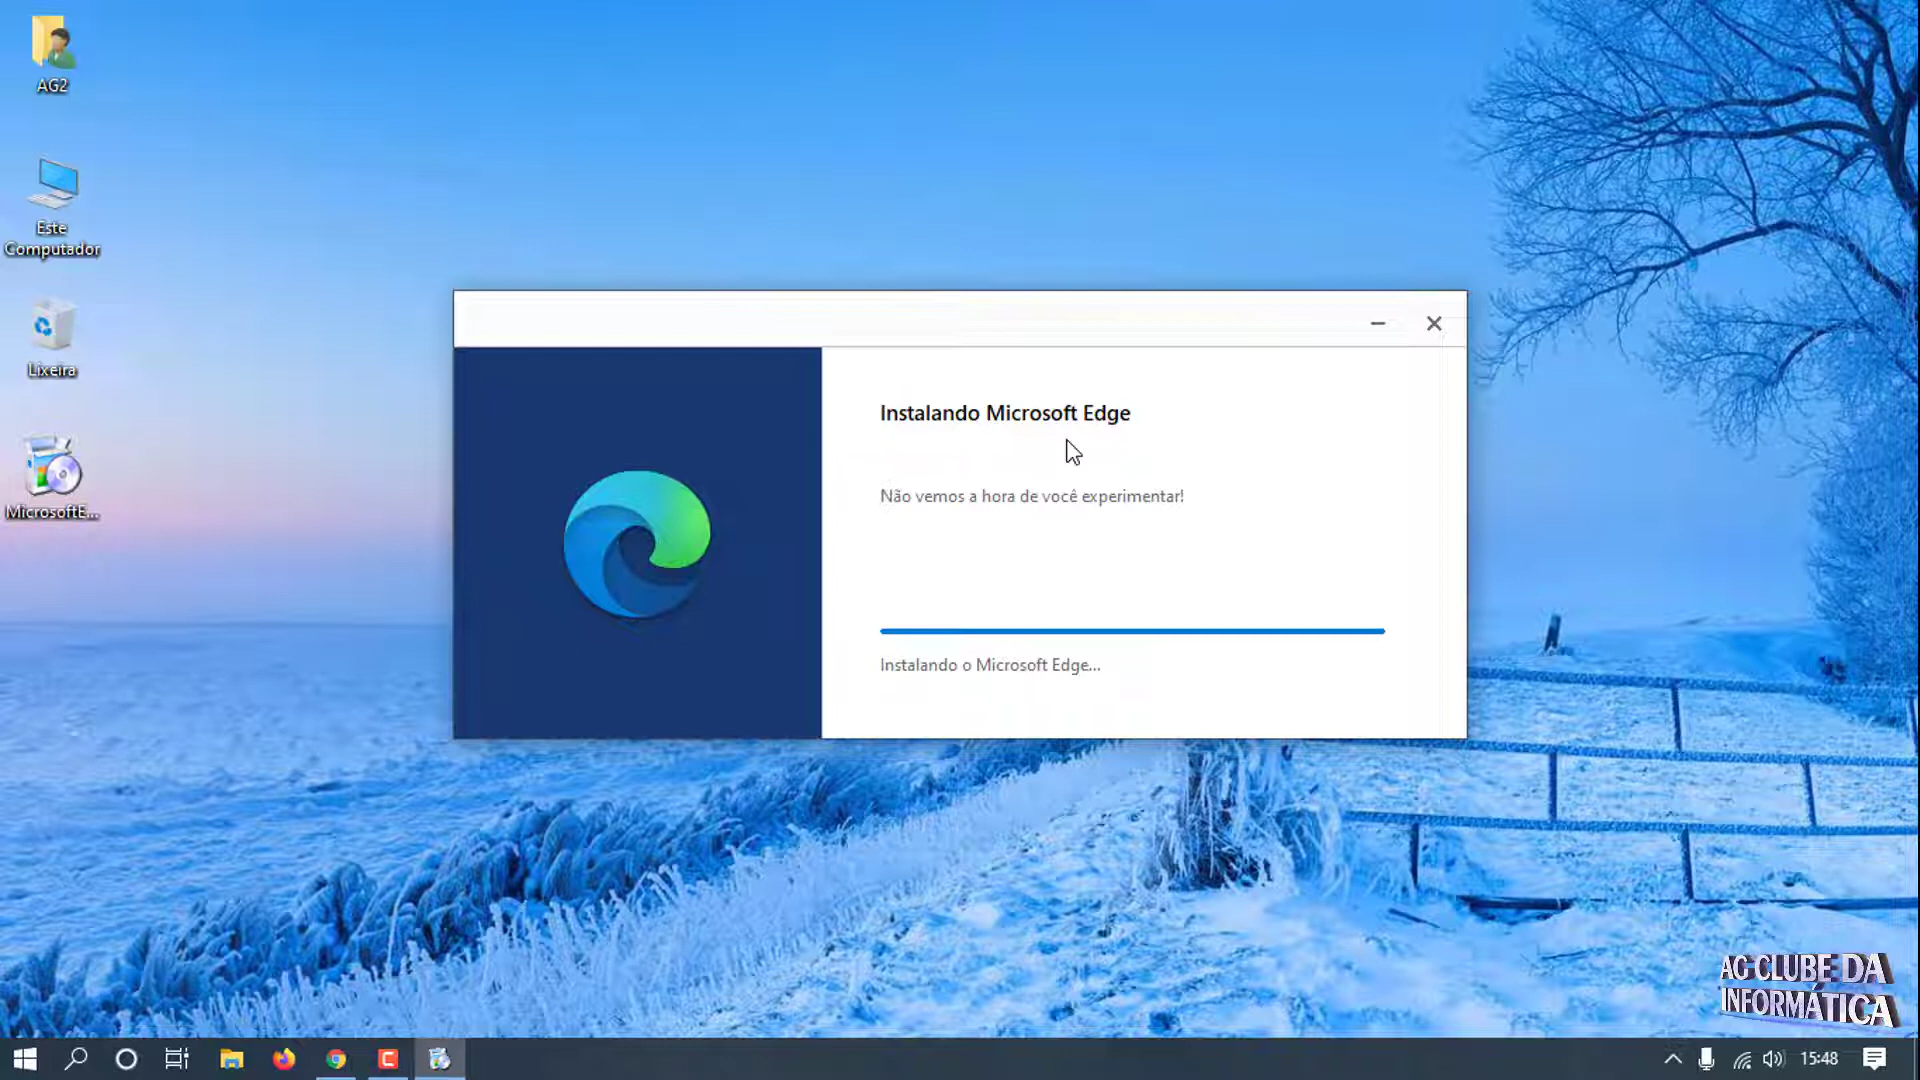 AG2
Este
Computador
Lixeira
MicrosoftE...
Instalando Microsoft Edge
Não vemos a hora de você experimentar!
Instalando o Microsoft Edge...
AG CLUBE DA
INFORMÁTICA
15:48